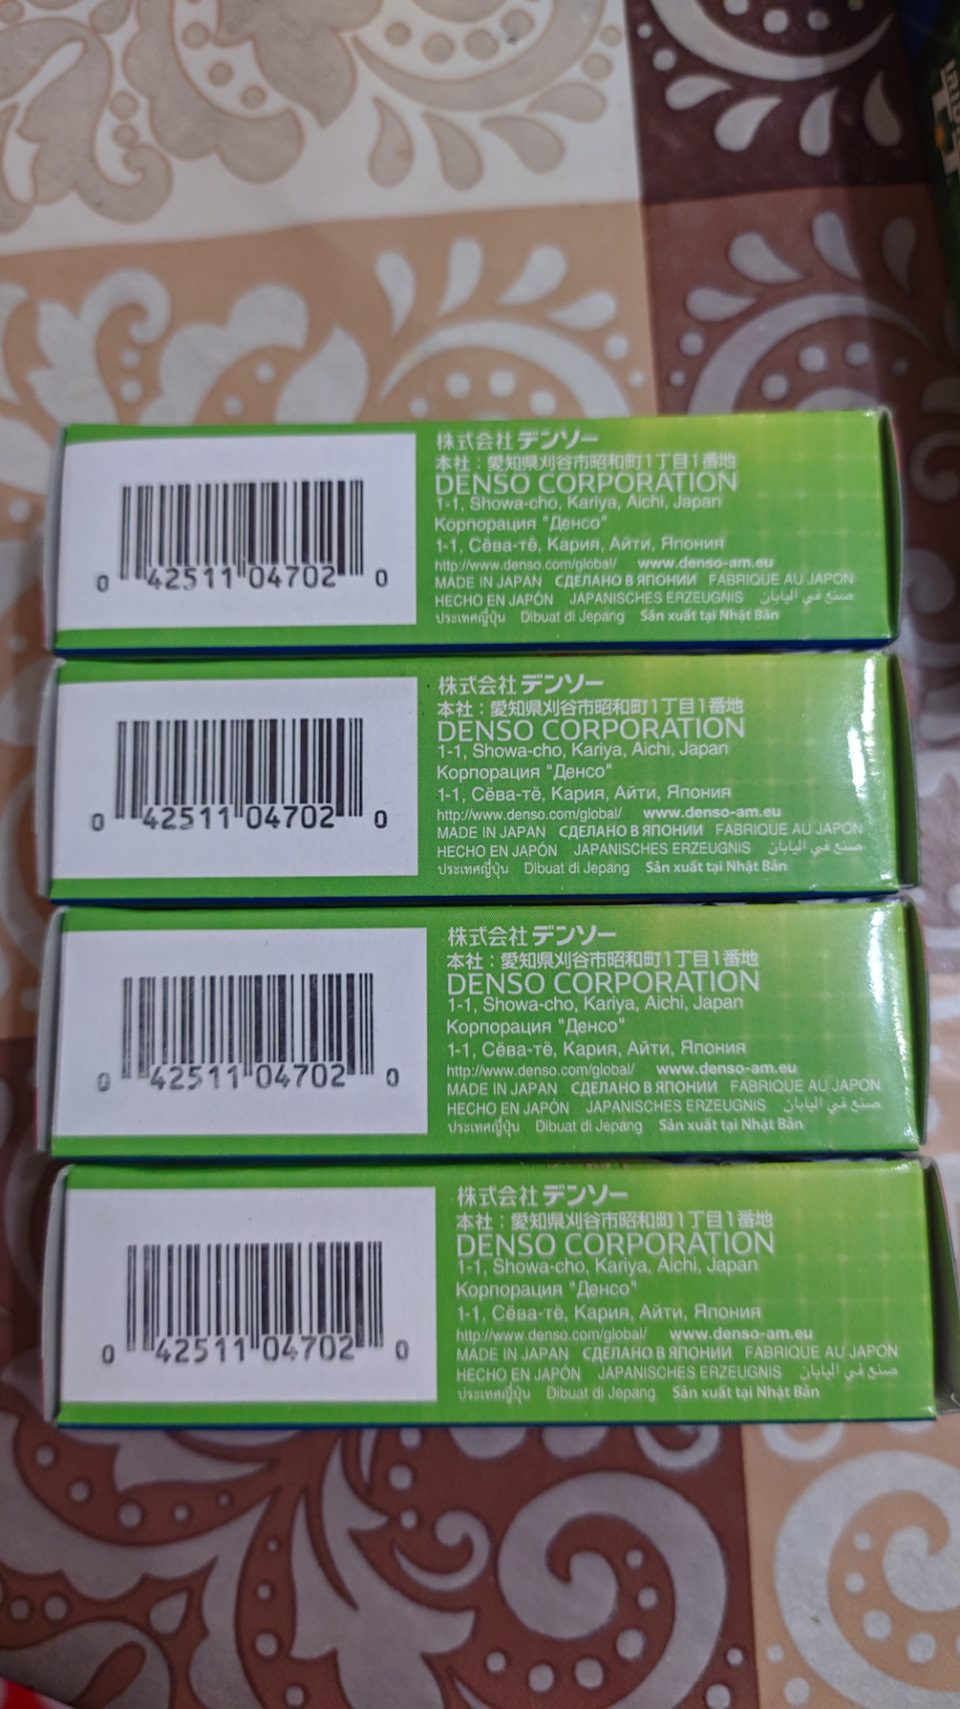 0 42511 04702 0
株式会社 デンソー
本社：愛知県刈谷市昭和町1丁目1番地
DENSO CORPORATION
1-1, Showa-cho, Kariya, Aichi, Japan
Корпорация "Денсо"
1-1, Сёва-тё, Кария, Айти, Япония
http://www.denso.com/global/ www.denso-am.eu
MADE IN JAPAN СДЕЛАНО В ЯПОНИИ FABRIQUE AU JAPON
HECHO EN JAPÓN JAPANISCHES ERZEUGNIS صنع في اليابان
ประเทศญี่ปุ่น Dibuat di Jepang Sản xuất tại Nhật Bản
0 42511 04702 0
株式会社 デンソー
本社：愛知県刈谷市昭和町1丁目1番地
DENSO CORPORATION
1-1, Showa-cho, Kariya, Aichi, Japan
Корпорация "Денсо"
1-1, Сёва-тё, Кария, Айти, Япония
http://www.denso.com/global/ www.denso-am.eu
MADE IN JAPAN СДЕЛАНО В ЯПОНИИ FABRIQUE AU JAPON
HECHO EN JAPÓN JAPANISCHES ERZEUGNIS صنع في اليابان
ประเทศญี่ปุ่น Dibuat di Jepang Sản xuất tại Nhật Bản
0 42511 04702 0
株式会社 デンソー
本社：愛知県刈谷市昭和町1丁目1番地
DENSO CORPORATION
1-1, Showa-cho, Kariya, Aichi, Japan
Корпорация "Денсо"
1-1, Сёва-тё, Кария, Айти, Япония
http://www.denso.com/global/ www.denso-am.eu
MADE IN JAPAN СДЕЛАНО В ЯПОНИИ FABRIQUE AU JAPON
HECHO EN JAPÓN JAPANISCHES ERZEUGNIS صنع في اليابان
ประเทศญี่ปุ่น Dibuat di Jepang Sản xuất tại Nhật Bản
0 42511 04702 0
株式会社 デンソー
本社：愛知県刈谷市昭和町1丁目1番地
DENSO CORPORATION
1-1, Showa-cho, Kariya, Aichi, Japan
Корпорация "Денсо"
1-1, Сёва-тё, Кария, Айти, Япония
http://www.denso.com/global/ www.denso-am.eu
MADE IN JAPAN СДЕЛАНО В ЯПОНИИ FABRIQUE AU JAPON
HECHO EN JAPÓN JAPANISCHES ERZEUGNIS صنع في اليابان
ประเทศญี่ปุ่น Dibuat di Jepang Sản xuất tại Nhật Bản